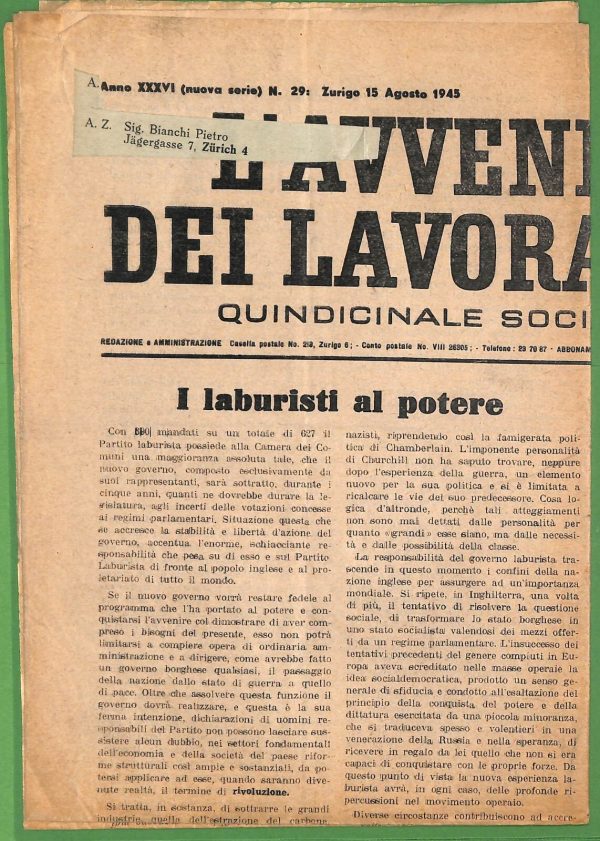 A.
Anno XXXVI (nuova serie) N. 29: Zurigo 15 Agosto 1945
A. Z. Sig. Bianchi Pietro
Jägergasse 7, Zürich 4
L'AVVENI
DEI LAVORA
QUINDICINALE SOCI
REDAZIONE e AMMINISTRAZIONE Casella postale No. 213, Zurigo 6; - Conto postale No. VIII 26305; - Telefono: 23 70 87 - ABBONAM
I laburisti al potere
Con 390 mandati su un totale di 627 il
Partito laburista possiede alla Camera dei Co-
muni una maggioranza assoluta tale, che il
nuovo governo, composto esclusivamente da
suoi rappresentanti, sarà sottratto, durante i
cinque anni, quanti ne dovrebbe durare la le-
gislatura, agli incerti delle votazioni concesse
ai regimi parlamentari. Situazione questa che
se accresce la stabilità e libertà d'azione del
governo, accentua l'enorme, schiacciante re-
sponsabilità che pesa su di esso e sul Partito
Laburista di fronte al popolo inglese e al pro-
letariato di tutto il mondo.
Se il nuovo governo vorrà restare fedele al
programma che l'ha portato al potere e con-
quistarsi l'avvenire col dimostrare di aver com-
preso i bisogni del presente, esso non potrà
limitarsi a compiere opera di ordinaria am-
ministrazione e a dirigere, come avrebbe fatto
un governo borghese qualsiasi, il passaggio
della nazione dallo stato di guerra a quello
di pace. Oltre che assolvere questa funzione il
governo dovrà realizzare, e questa è la sua
ferma intenzione, dichiarazioni di uomini re-
sponsabili del Partito non possono lasciare sus-
sistere alcun dubbio, nei settori fondamentali
dell'economia e della società del paese rifor-
me strutturali così ampie e sostanziali, da po-
tersi applicare ad esse, quando saranno dive-
nute realtà, il termine di rivoluzione.
Si tratta, in sostanza, di sottrarre le grandi
industrie, quella dell'estrazione del carbone,
nazisti, riprendendo così la famigerata poli-
tica di Chamberlain. L'imponente personalità
di Churchill non ha saputo trovare, neppure
dopo l'esperienza della guerra, un elemento
nuovo per la sua politica e si è limitata a
ricalcare le vie dei suo predecessore. Cosa lo-
gica d'altronde, perchè tali atteggiamenti
non sono mai dettati dalle personalità per
quanto «grandi» esse siano, ma dalle necessi-
tà e dalle possibilità della classe.
La responsabilità del governo laburista tra-
scende in questo momento i confini della na-
zione inglese per assurgere ad un'importanza
mondiale. Si ripete, in Inghilterra, una volta
di più, il tentativo di risolvere la questione
sociale, di trasformare lo stato borghese in
uno stato socialista valendosi dei mezzi offer-
ti da un regime parlamentare. L'insuccesso dei
tentativi precedenti del genere compiuti in Eu-
ropa aveva screditato nelle masse operaie la
idea socialdemocratica, prodotto un senso ge-
nerale di sfiducia e condotto all'esaltazione del
principio della conquista del potere e della
dittatura esercitata da una piccola minoranza,
che si traduceva spesso e volentieri in una
venerazione della Russia e nella speranza, di
ricevere in regalo da lei quello che non si era
capaci di conquistare con le proprie forze. Da
questo punto di vista la nuova esperienza la-
burista avrà, in ogni caso, delle profonde ri-
percussioni nel movimento operaio.
Diverse circostanze contribuiscono ad accre-